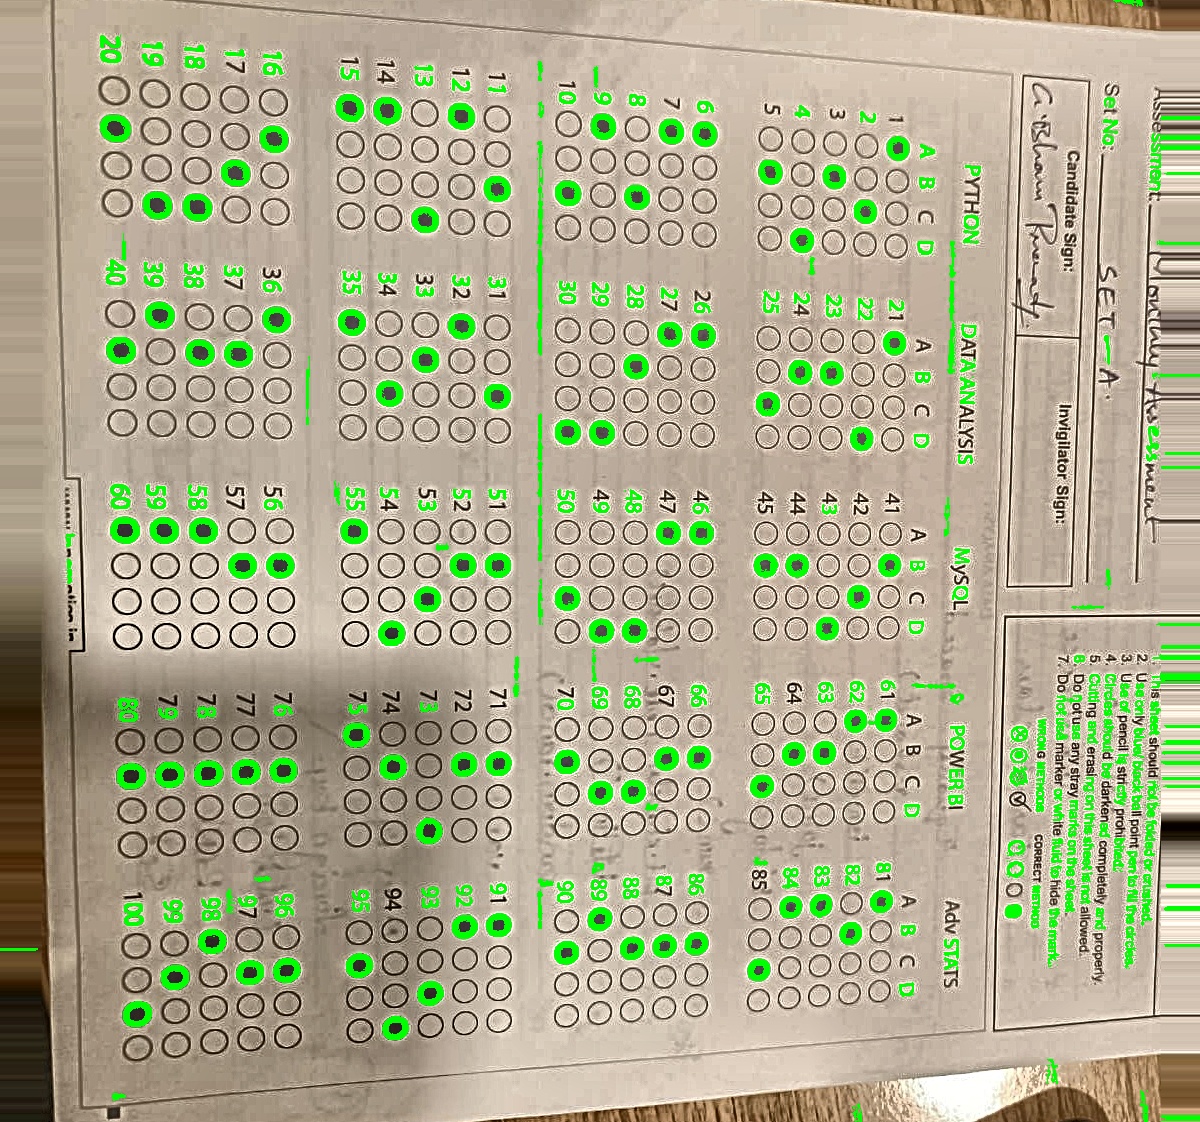 Assessment: Monthly Assessment
Set No: SET - A.
Candidate Sign:
Invigilator Sign:
1. This sheet should not be folded or crushed.
2. Use only blue/black ball point pen to fill the circles.
3. Use of pencil is strictly prohibited.
4. Circles should be darkened completely and properly.
5. Cutting and erasing on this sheet is not allowed.
6. Do not use any stray marks on the sheet.
7. Do not use marker or white fluid to hide the mark.
WRONG METHODS CORRECT METHOD
PYTHON DATA ANALYSIS MySQL POWER BI Adv STATS
A B C D A B C D A B C D A B C D A B C D
1 21 41 61 81
2 22 42 62 82
3 23 43 63 83
4 24 44 64 84
5 25 45 65 85
6 26 46 66 86
7 27 47 67 87
8 28 48 68 88
9 29 49 69 89
10 30 50 70 90
11 31 51 71 91
12 32 52 72 92
13 33 53 73 93
14 34 54 74 94
15 35 55 75 95
16 36 56 76 96
17 37 57 77 97
18 38 58 78 98
19 39 59 79 99
20 40 60 80 100